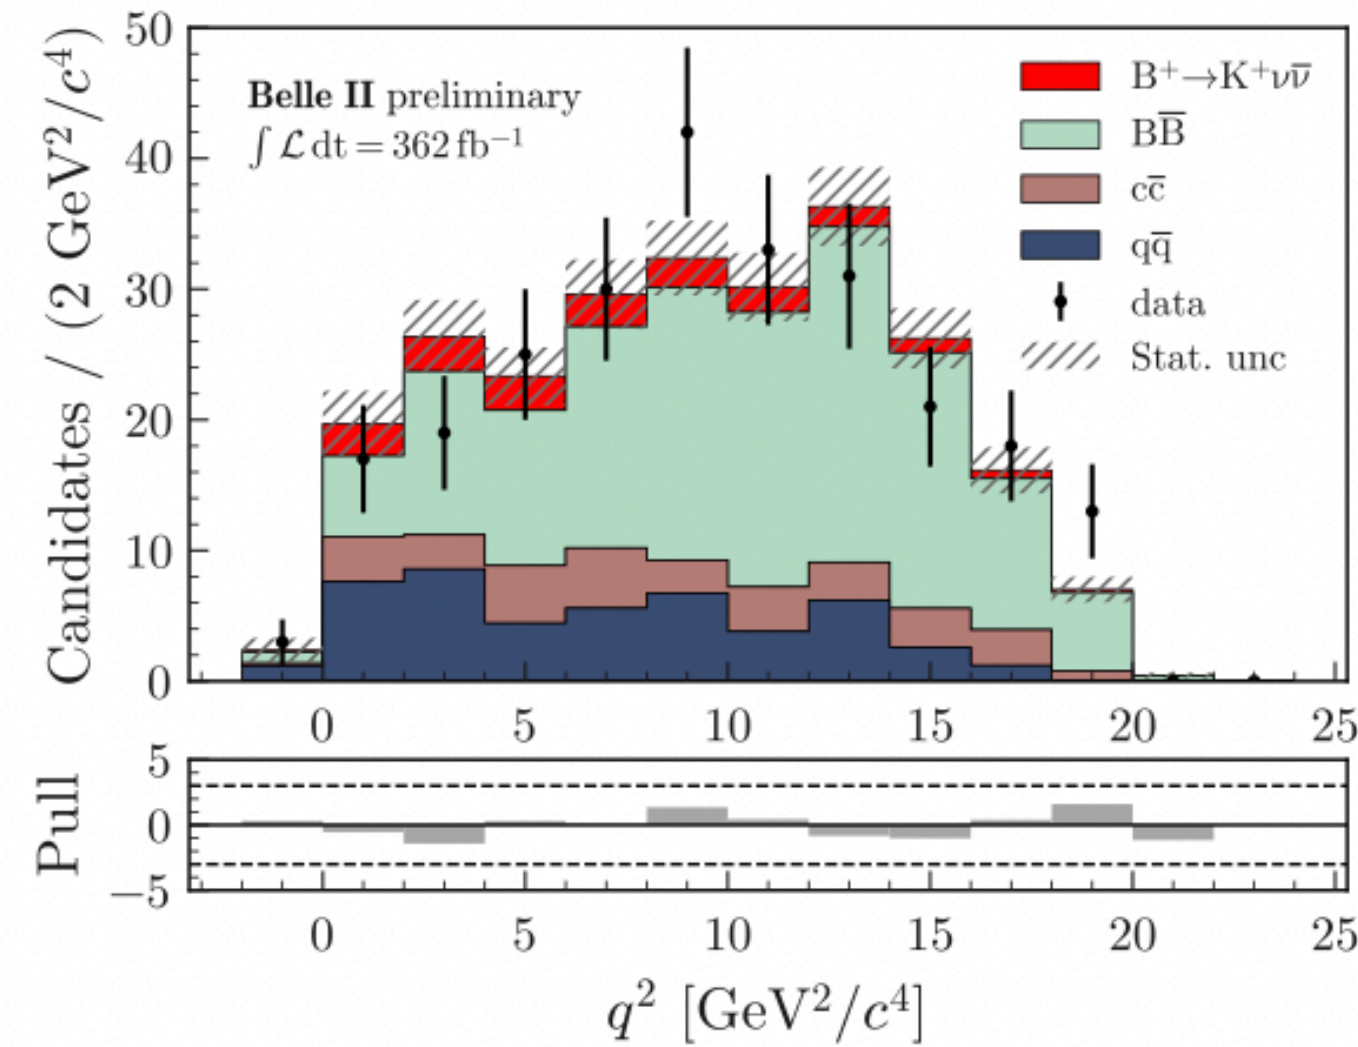 Candidates / (2 GeV²/c⁴)
50
40
30
20
10
0
Belle II preliminary
∫ ℒ dt = 362 fb⁻¹
B⁺→K⁺νν̅
BB̅
cc̅
qq̅
data
Stat. unc
0 5 10 15 20 25
Pull
5
0
−5
0 5 10 15 20 25
q² [GeV²/c⁴]